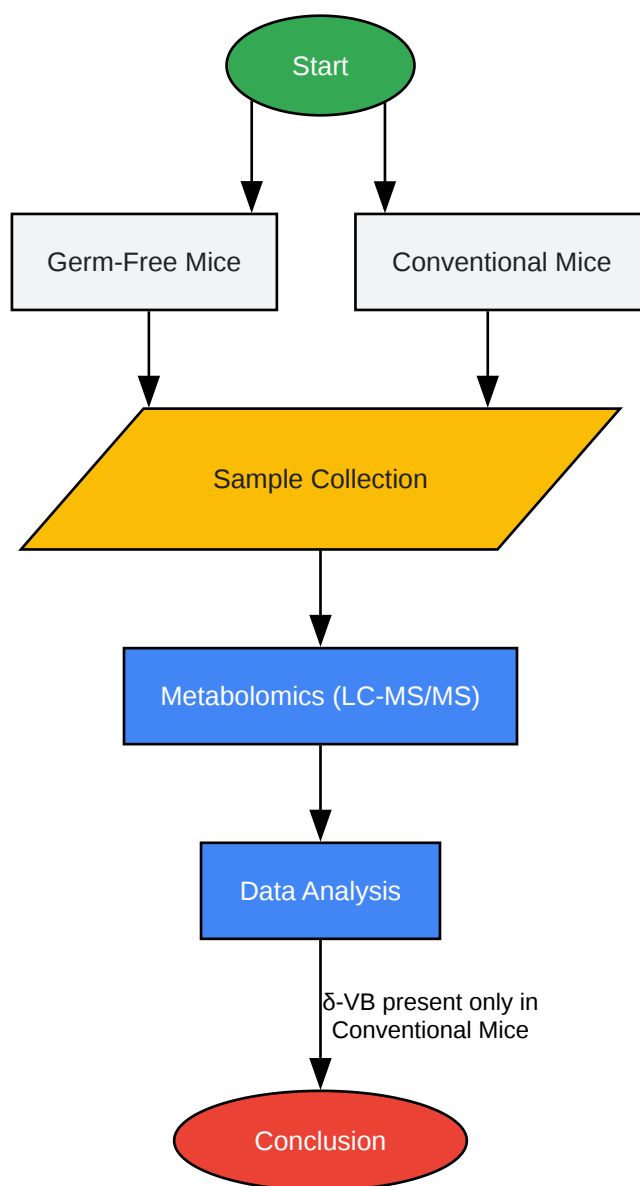 Start
Germ-Free Mice
Conventional Mice
Sample Collection
Metabolomics (LC-MS/MS)
Data Analysis
δ-VB present only in
Conventional Mice
Conclusion